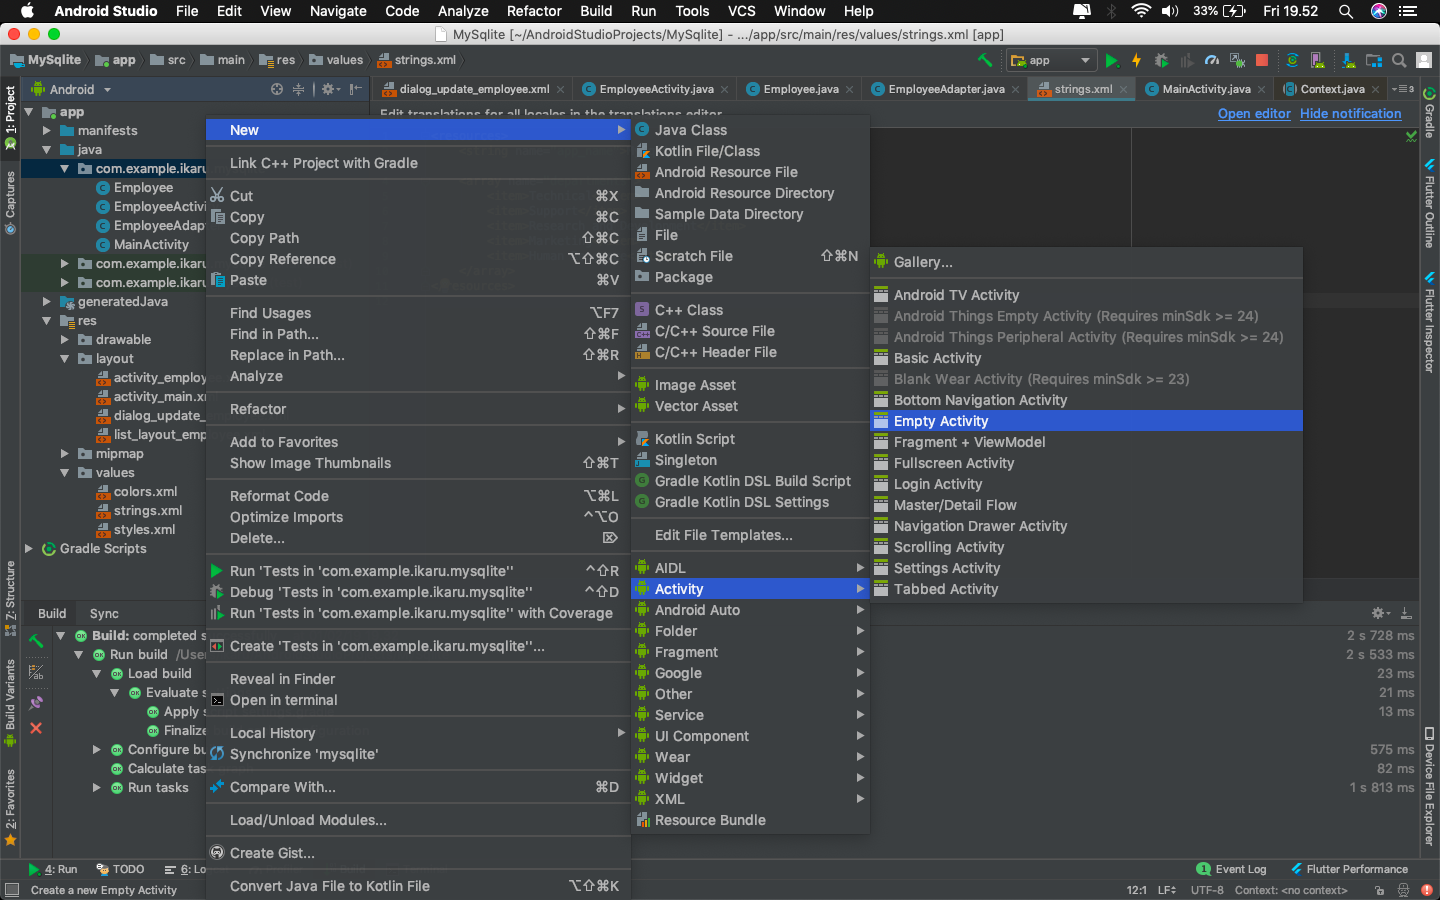 Android Studio File Edit View Navigate Code Analyze Refactor Build Run Tools VCS Window Help 33% Fri 19.52
MySqlite [~/AndroidStudioProjects/MySqlite] - .../app/src/main/res/values/strings.xml [app]
MySqlite app src main res values strings.xml app
Android dialog_update_employee.xml EmployeeActivity.java Employee.java EmployeeAdapter.java strings.xml MainActivity.java Context.java 3
Edit translations for all locales in the translations editor.
Open editor Hide notification
1: Project
Captures
Z: Structure
Build Variants
2: Favorites
app
manifests
java
com.example.ikaru
Employee
EmployeeActivi
EmployeeAdap
MainActivity
com.example.ikaru
com.example.ikaru
generatedJava
res
drawable
layout
activity_employ
activity_main.x
dialog_update_
list_layout_emp
mipmap
values
colors.xml
strings.xml
styles.xml
Gradle Scripts
New
Link C++ Project with Gradle
Cut ⌘X
Copy ⌘C
Copy Path ⇧⌘C
Copy Reference ⌥⇧⌘C
Paste ⌘V
Find Usages ⌥F7
Find in Path... ⇧⌘F
Replace in Path... ⇧⌘R
Analyze
Refactor
Add to Favorites
Show Image Thumbnails ⇧⌘T
Reformat Code ⌥⌘L
Optimize Imports ⌃⌥O
Delete... ⌦
Run 'Tests in 'com.example.ikaru.mysqlite'' ⌃⇧R
Debug 'Tests in 'com.example.ikaru.mysqlite'' ⌃⇧D
Run 'Tests in 'com.example.ikaru.mysqlite'' with Coverage
Create 'Tests in 'com.example.ikaru.mysqlite''...
Reveal in Finder
Open in terminal
Local History
Synchronize 'mysqlite'
Compare With... ⌘D
Load/Unload Modules...
Create Gist...
Convert Java File to Kotlin File ⌥⇧⌘K
Java Class
Kotlin File/Class
Android Resource File
Android Resource Directory
Sample Data Directory
File
Scratch File ⇧⌘N
Package
C++ Class
C/C++ Source File
C/C++ Header File
Image Asset
Vector Asset
Kotlin Script
Singleton
Gradle Kotlin DSL Build Script
Gradle Kotlin DSL Settings
Edit File Templates...
AIDL
Activity
Android Auto
Folder
Fragment
Google
Other
Service
UI Component
Wear
Widget
XML
Resource Bundle
Gallery...
Android TV Activity
Android Things Empty Activity (Requires minSdk >= 24)
Android Things Peripheral Activity (Requires minSdk >= 24)
Basic Activity
Blank Wear Activity (Requires minSdk >= 23)
Bottom Navigation Activity
Empty Activity
Fragment + ViewModel
Fullscreen Activity
Login Activity
Master/Detail Flow
Navigation Drawer Activity
Scrolling Activity
Settings Activity
Tabbed Activity
Gradle
Flutter Outline
Flutter Inspector
Device File Explorer
Build Sync
Build: completed s 2 s 728 ms
Run build /User 2 s 533 ms
Load build 23 ms
Evaluate s 21 ms
Apply s 13 ms
Finalize
Configure bu 575 ms
Calculate tas 82 ms
Run tasks 1 s 813 ms
4: Run TODO 6: Lo Event Log Flutter Performance
Create a new Empty Activity 12:1 LF UTF-8 Context: <no context>